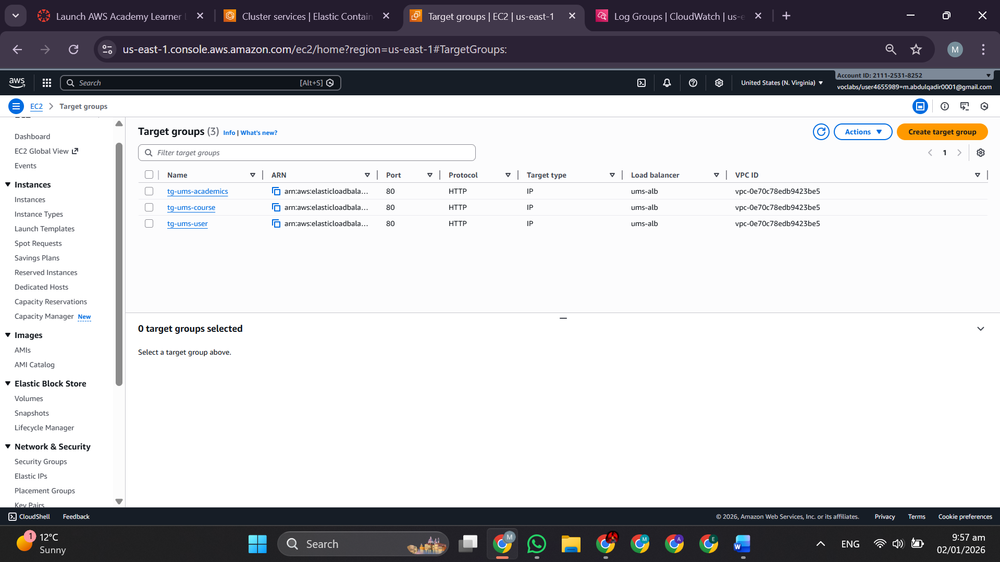 Launch AWS Academy Learner L
Cluster services | Elastic Contain
Target groups | EC2 | us-east-1
Log Groups | CloudWatch | us-e
us-east-1.console.aws.amazon.com/ec2/home?region=us-east-1#TargetGroups:
M
aws
Search
[Alt+S]
United States (N. Virginia)
Account ID: 2111-2531-8252
voclabs/user4655989=m.abdulqadir0001@gmail.com
EC2
Target groups
Dashboard
EC2 Global View
Events
Instances
Instances
Instance Types
Launch Templates
Spot Requests
Savings Plans
Reserved Instances
Dedicated Hosts
Capacity Reservations
Capacity Manager New
Images
AMIs
AMI Catalog
Elastic Block Store
Volumes
Snapshots
Lifecycle Manager
Network & Security
Security Groups
Elastic IPs
Placement Groups
Key Pairs
Target groups (3) Info | What's new?
Actions
Create target group
Filter target groups
1
Name ARN Port Protocol Target type Load balancer VPC ID
tg-ums-academics arn:aws:elasticloadbala... 80 HTTP IP ums-alb vpc-0e70c78edb9423be5
tg-ums-course arn:aws:elasticloadbala... 80 HTTP IP ums-alb vpc-0e70c78edb9423be5
tg-ums-user arn:aws:elasticloadbala... 80 HTTP IP ums-alb vpc-0e70c78edb9423be5
0 target groups selected
Select a target group above.
CloudShell Feedback
© 2026, Amazon Web Services, Inc. or its affiliates. Privacy Terms Cookie preferences
1
12°C
Sunny
Search
M
M
A
E
W
ENG
9:57 am
02/01/2026